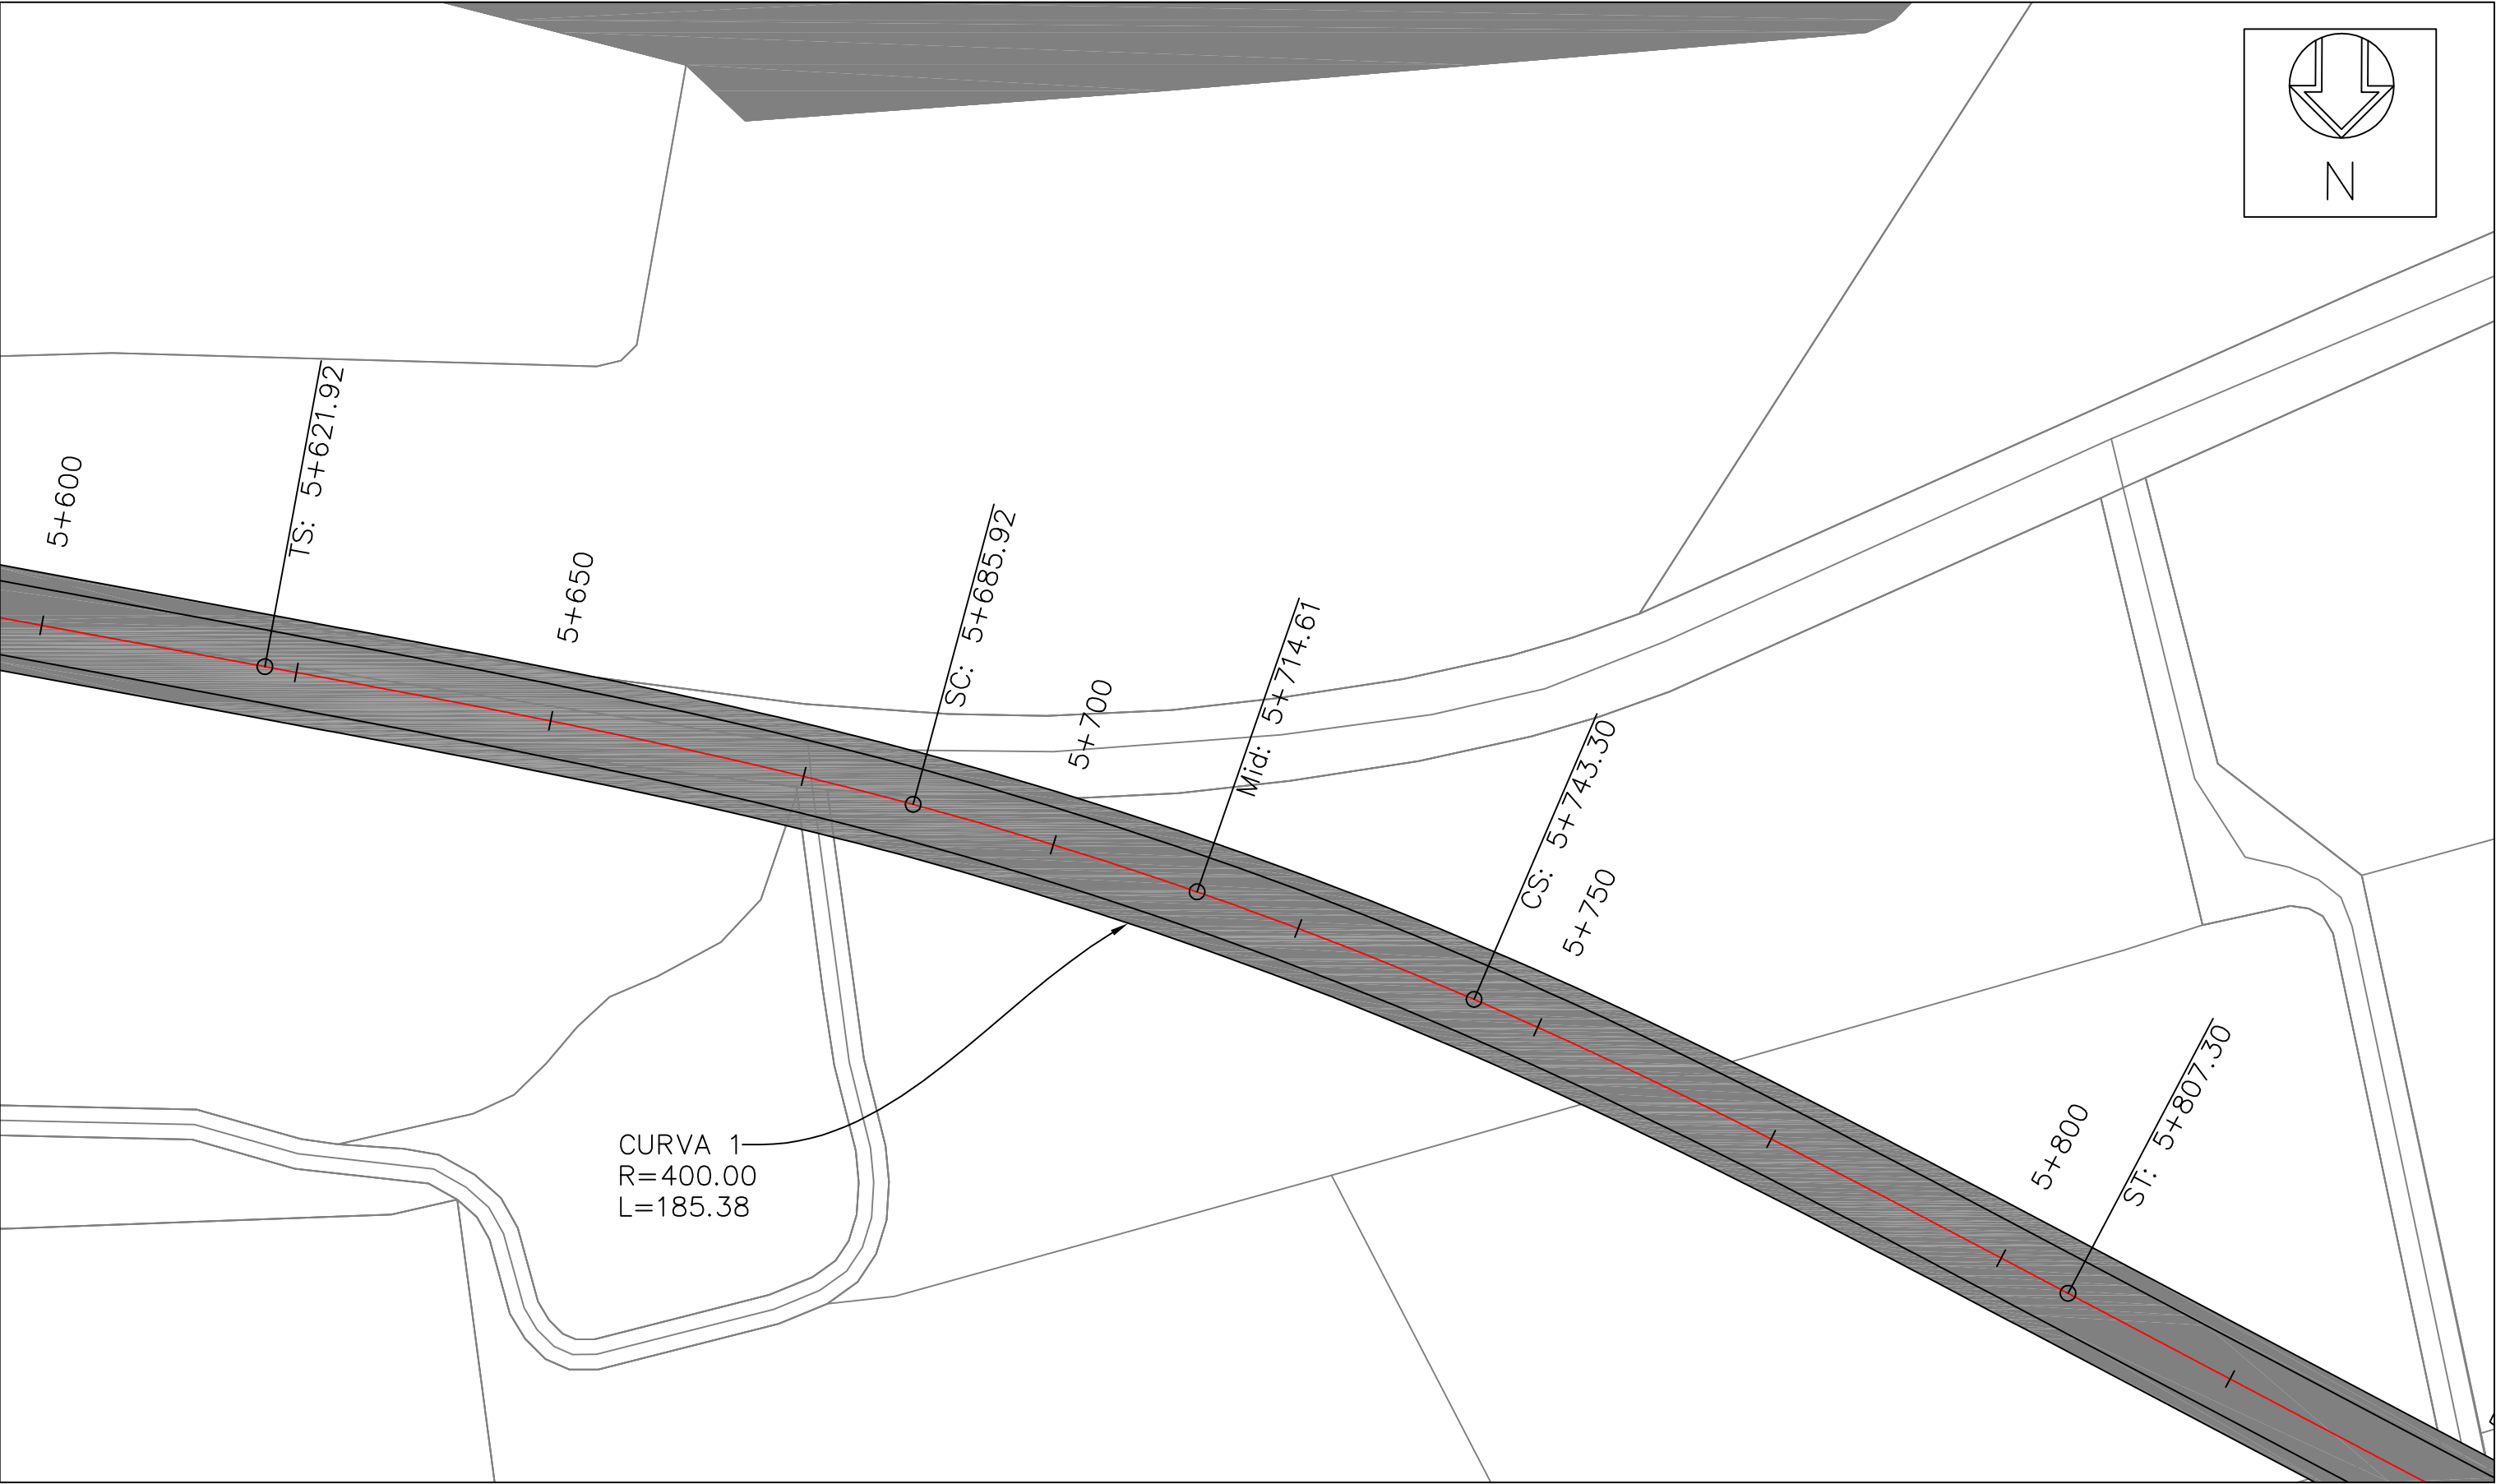 N
5+600
TS: 5+621.92
5+650
SC: 5+685.92
5+700
Mid: 5+714.61
CS: 5+743.30
5+750
5+800
ST: 5+807.30
CURVA 1
R=400.00
L=185.38